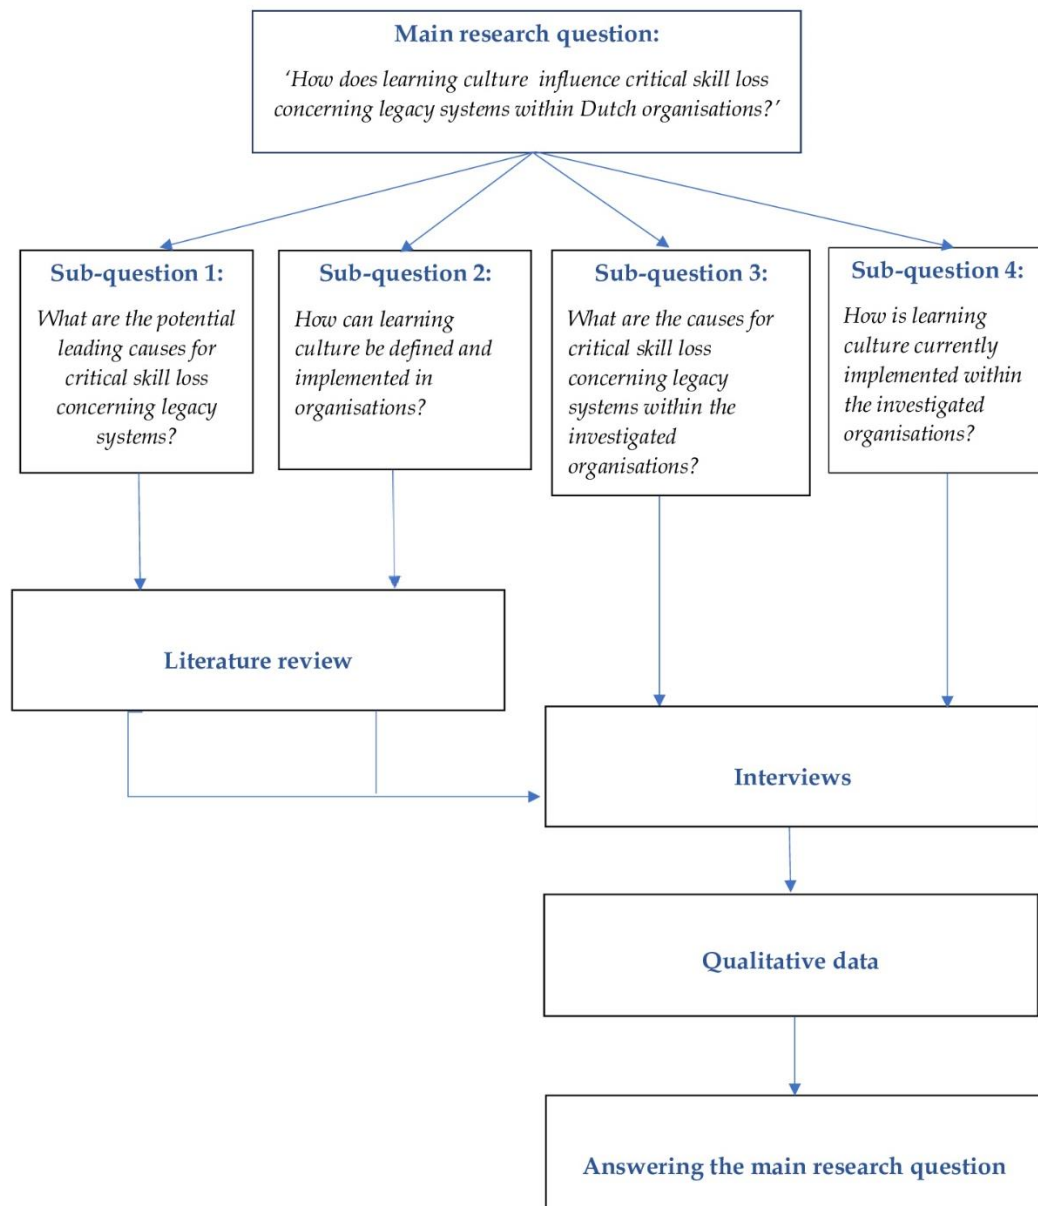 Main research question:
‘How does learning culture influence critical skill loss
concerning legacy systems within Dutch organisations?’
Sub-question 1:
What are the potential
leading causes for
critical skill loss
concerning legacy
systems?
Sub-question 2:
How can learning
culture be defined and
implemented in
organisations?
Sub-question 3:
What are the causes for
critical skill loss
concerning legacy
systems within the
investigated
organisations?
Sub-question 4:
How is learning
culture currently
implemented within
the investigated
organisations?
Literature review
Interviews
Qualitative data
Answering the main research question